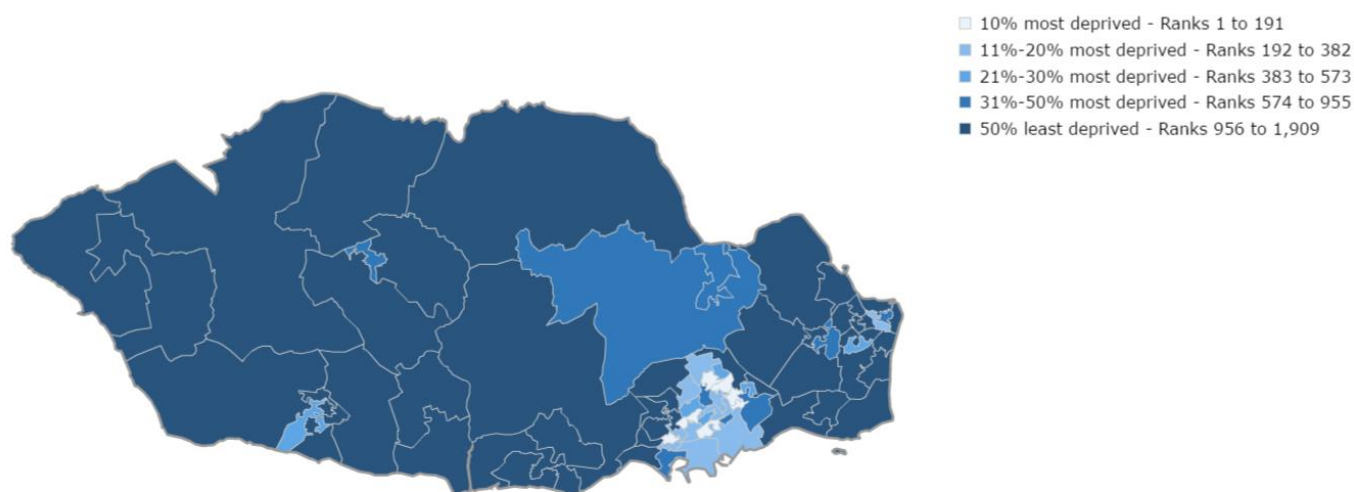 10% most deprived - Ranks 1 to 191
11%-20% most deprived - Ranks 192 to 382
21%-30% most deprived - Ranks 383 to 573
31%-50% most deprived - Ranks 574 to 955
50% least deprived - Ranks 956 to 1,909